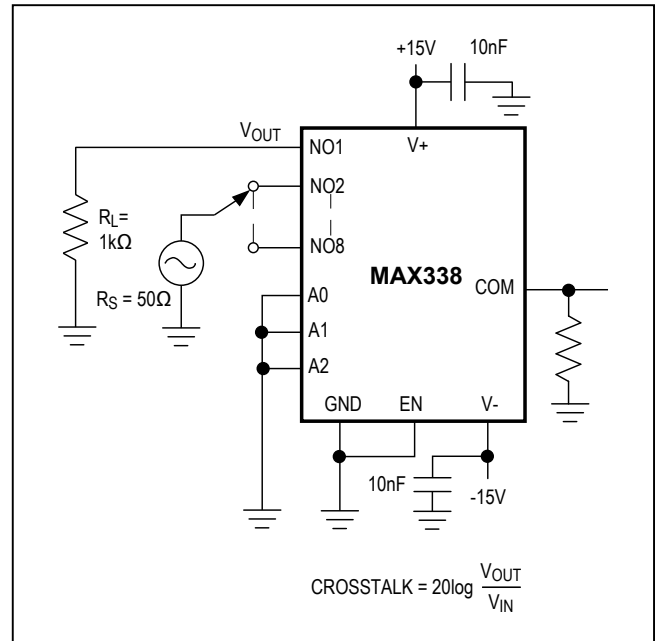 +15V
10nF
VOUT
NO1
V+
NO2
RL=
1kΩ
NO8
MAX338
COM
RS = 50Ω
A0
A1
A2
GND
EN
V-
10nF
-15V
CROSSTALK = 20log VOUT
VIN